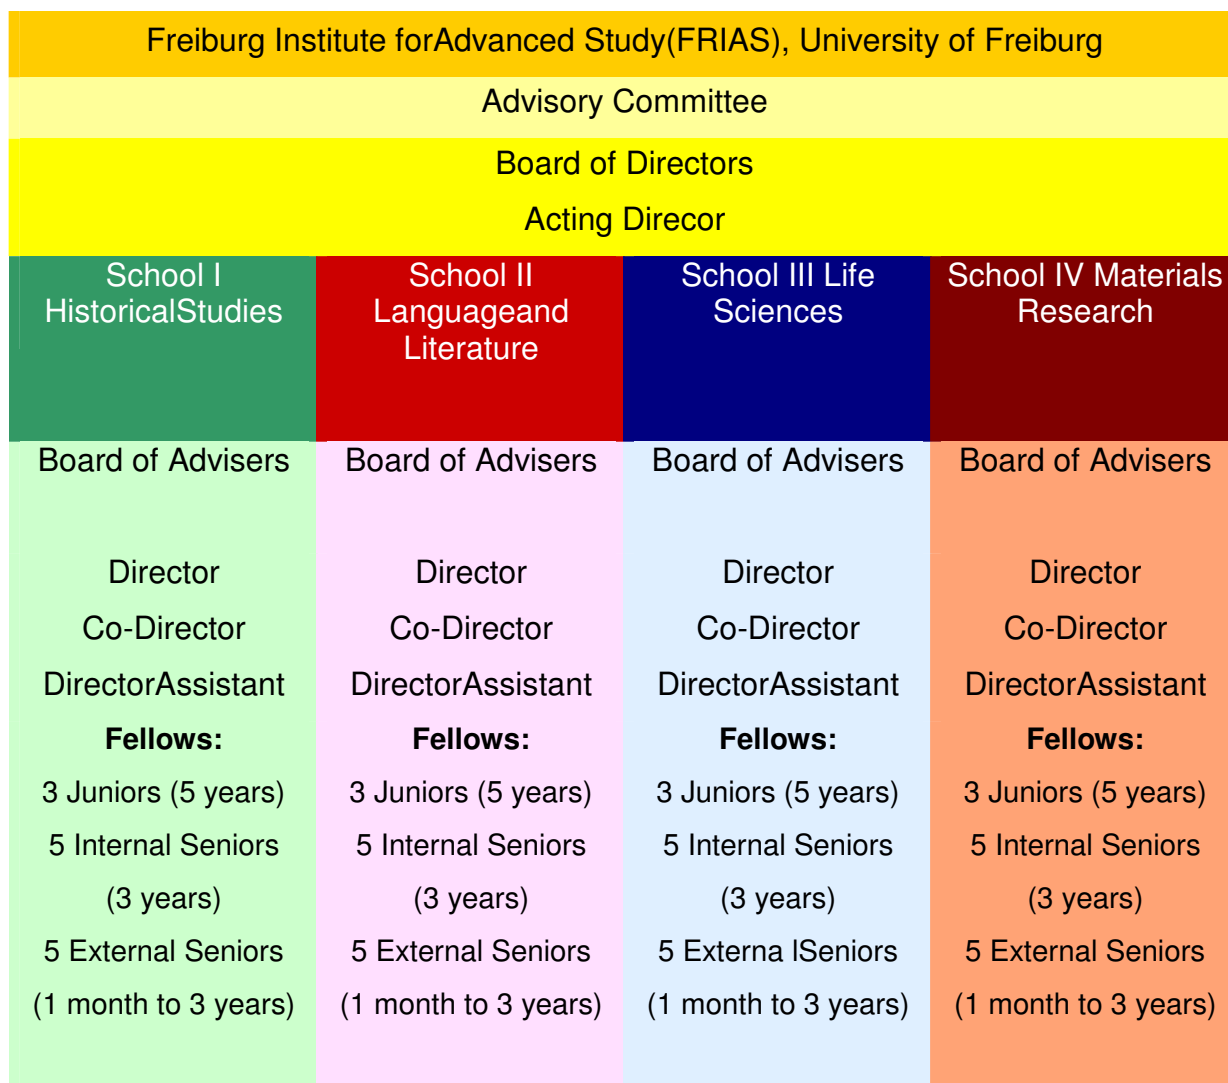 Freiburg Institute forAdvanced Study(FRIAS), University of Freiburg
Advisory Committee
Board of Directors
Acting Direcor
School I
HistoricalStudies
School II
Languageand
Literature
School III Life
Sciences
School IV Materials
Research
Board of Advisers
Director
Co-Director
DirectorAssistant
Fellows:
3 Juniors (5 years)
5 Internal Seniors
(3 years)
5 External Seniors
(1 month to 3 years)
Board of Advisers
Director
Co-Director
DirectorAssistant
Fellows:
3 Juniors (5 years)
5 Internal Seniors
(3 years)
5 External Seniors
(1 month to 3 years)
Board of Advisers
Director
Co-Director
DirectorAssistant
Fellows:
3 Juniors (5 years)
5 Internal Seniors
(3 years)
5 Externa lSeniors
(1 month to 3 years)
Board of Advisers
Director
Co-Director
DirectorAssistant
Fellows:
3 Juniors (5 years)
5 Internal Seniors
(3 years)
5 External Seniors
(1 month to 3 years)